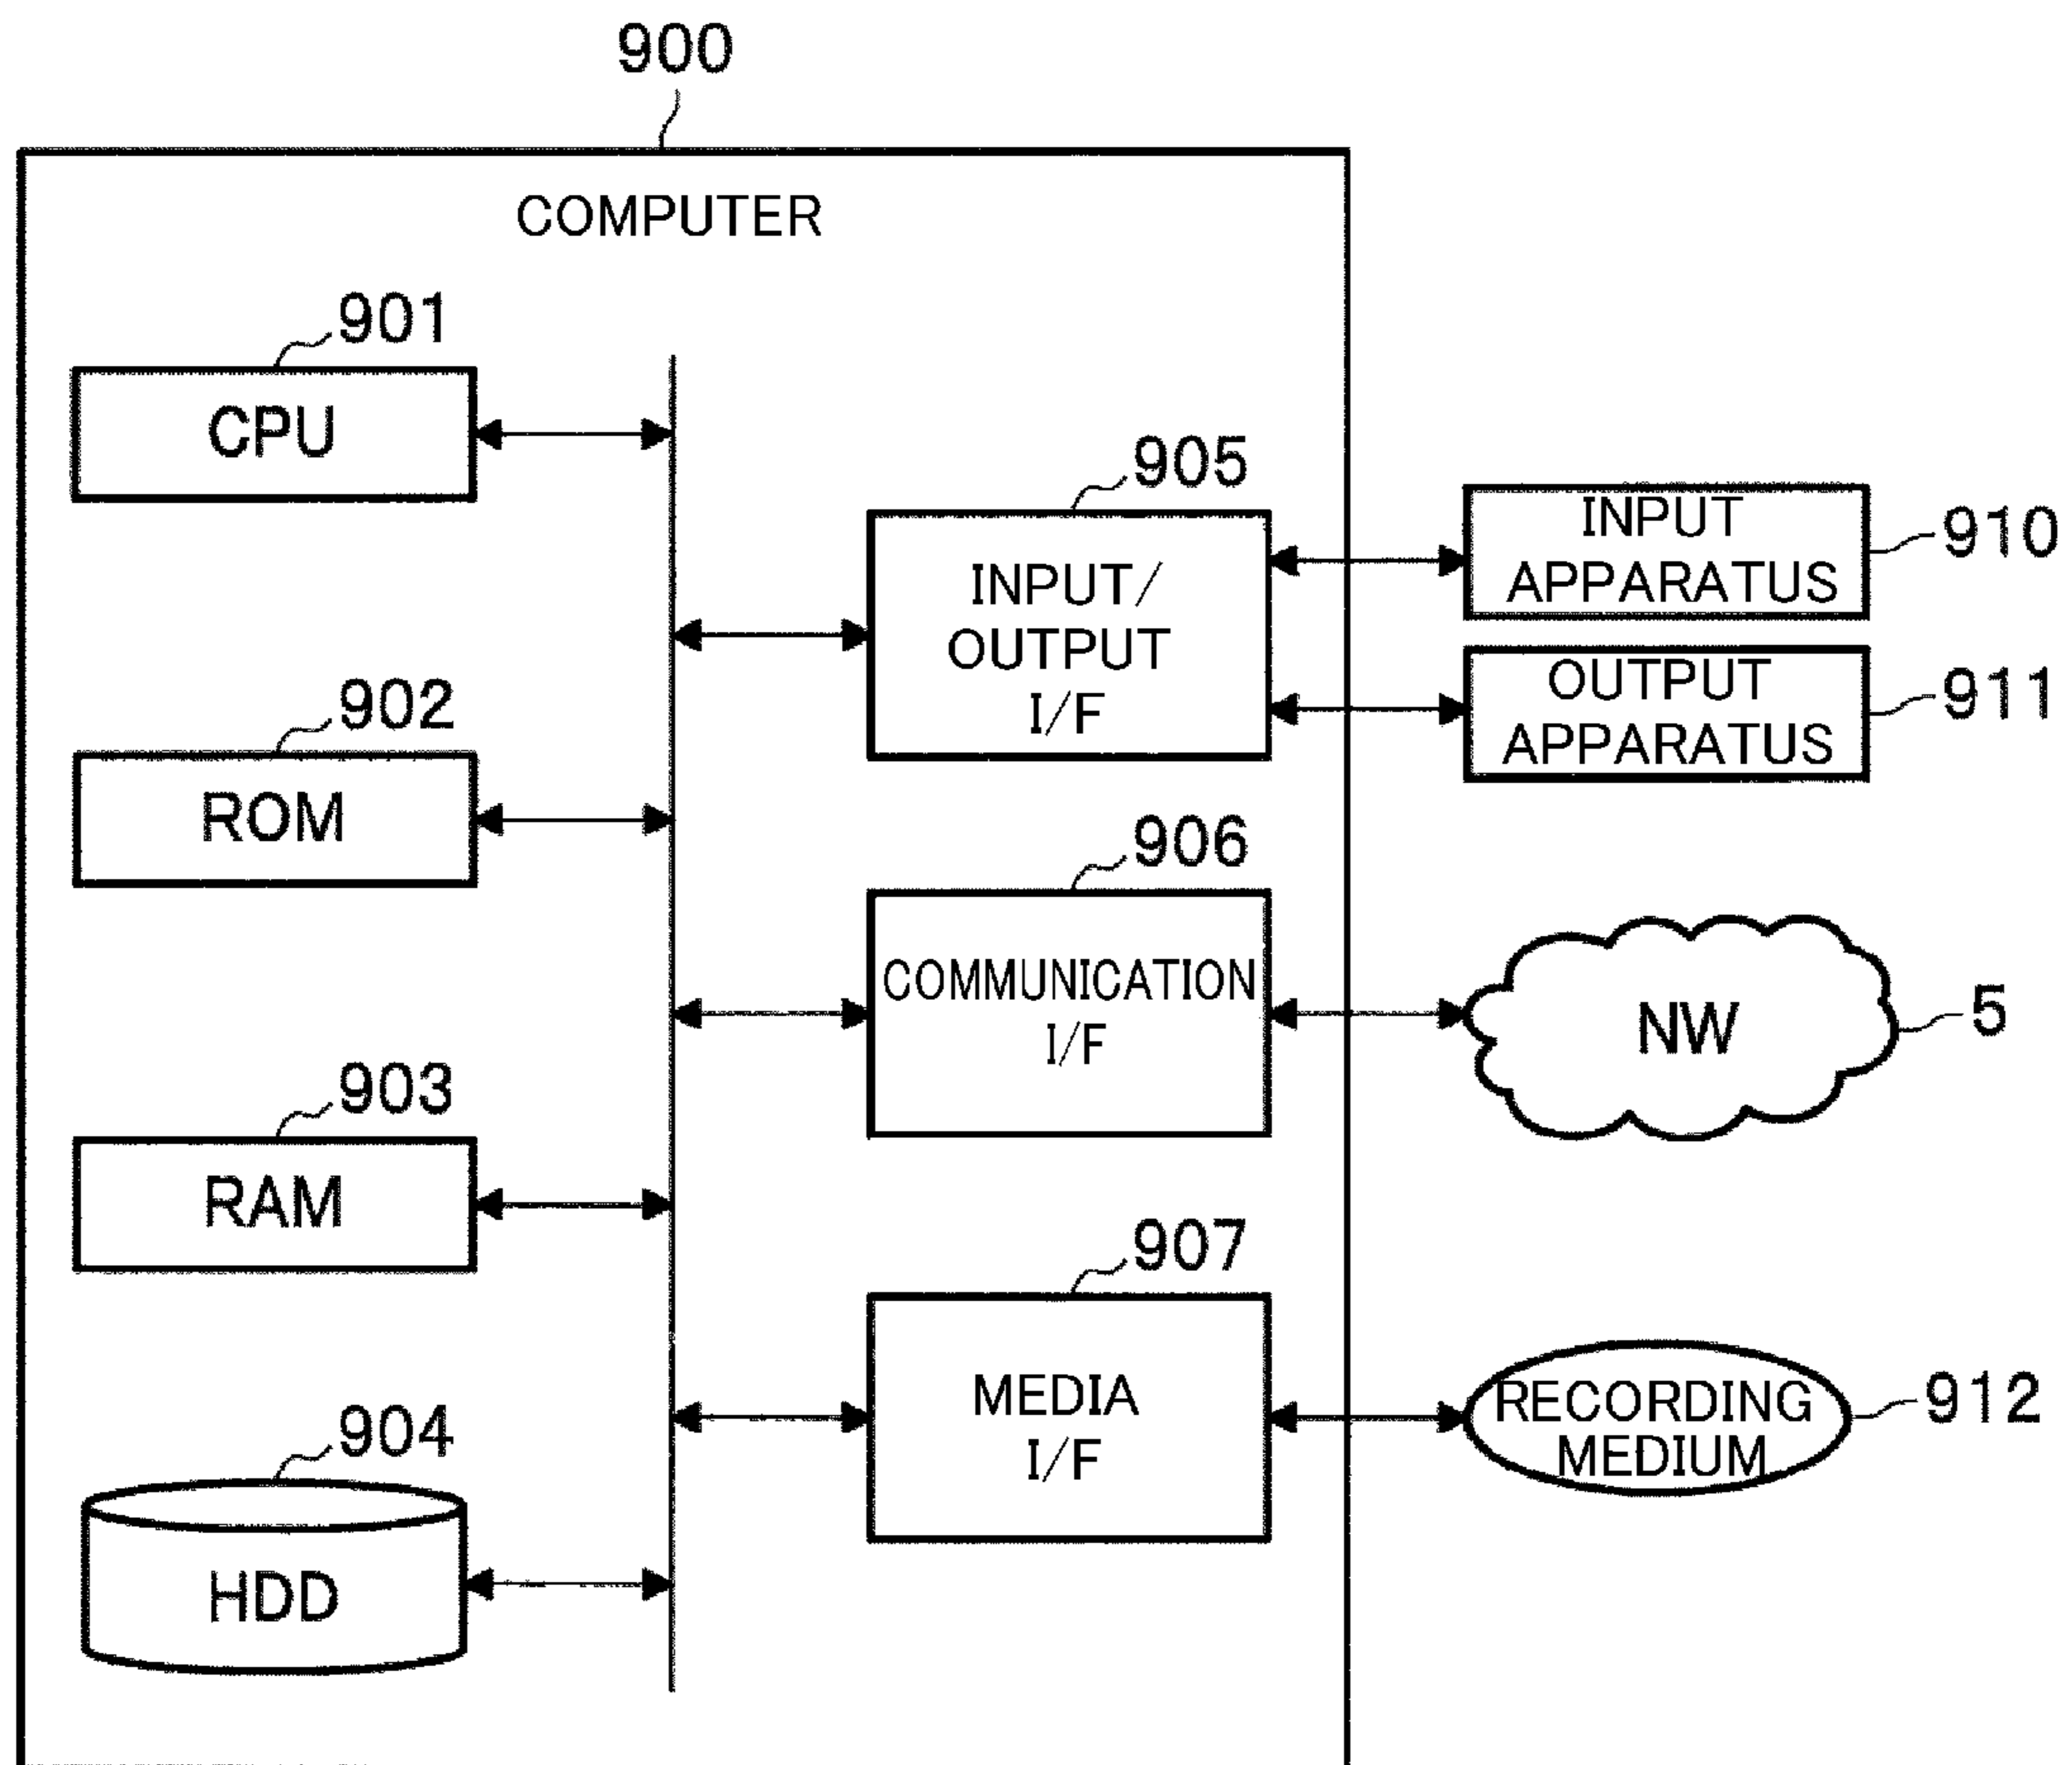 900
COMPUTER
901
CPU
902
ROM
903
RAM
904
HDD
905
INPUT/
OUTPUT
I/F
906
COMMUNICATION
I/F
907
MEDIA
I/F
INPUT
APPARATUS
910
OUTPUT
APPARATUS
911
NW
5
RECORDING
MEDIUM
912